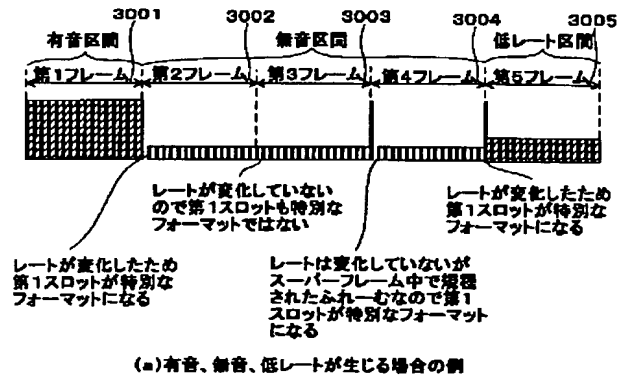 3001 3002 3003 3004 3005
有音区間 無音区間 低レート区間
第1フレーム 第2フレーム 第3フレーム 第4フレーム 第5フレーム
レートが変化していない
ので第1スロットも特別な
フォーマットではない
レートが変化したため
第1スロットが特別な
フォーマットになる
レートが変化したため
第1スロットが特別な
フォーマットになる
レートは変化していないが
スーパーフレーム中で規程
されたふれーむなので第1
スロットが特別なフォーマット
になる
(a)有音、無音、低レートが生じる場合の例